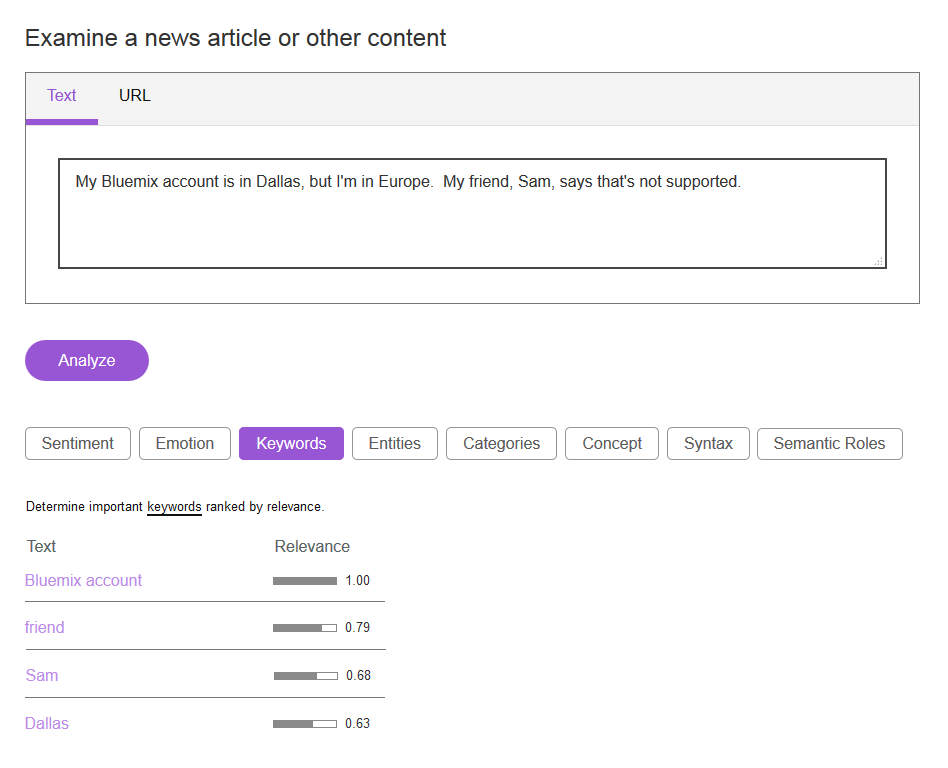 Examine a news article or other content
Text URL
My Bluemix account is in Dallas, but I'm in Europe.  My friend, Sam, says that's not supported.
Analyze
Sentiment Emotion Keywords Entities Categories Concept Syntax Semantic Roles
Determine important keywords ranked by relevance.
Text Relevance
Bluemix account 1.00
friend 0.79
Sam 0.68
Dallas 0.63